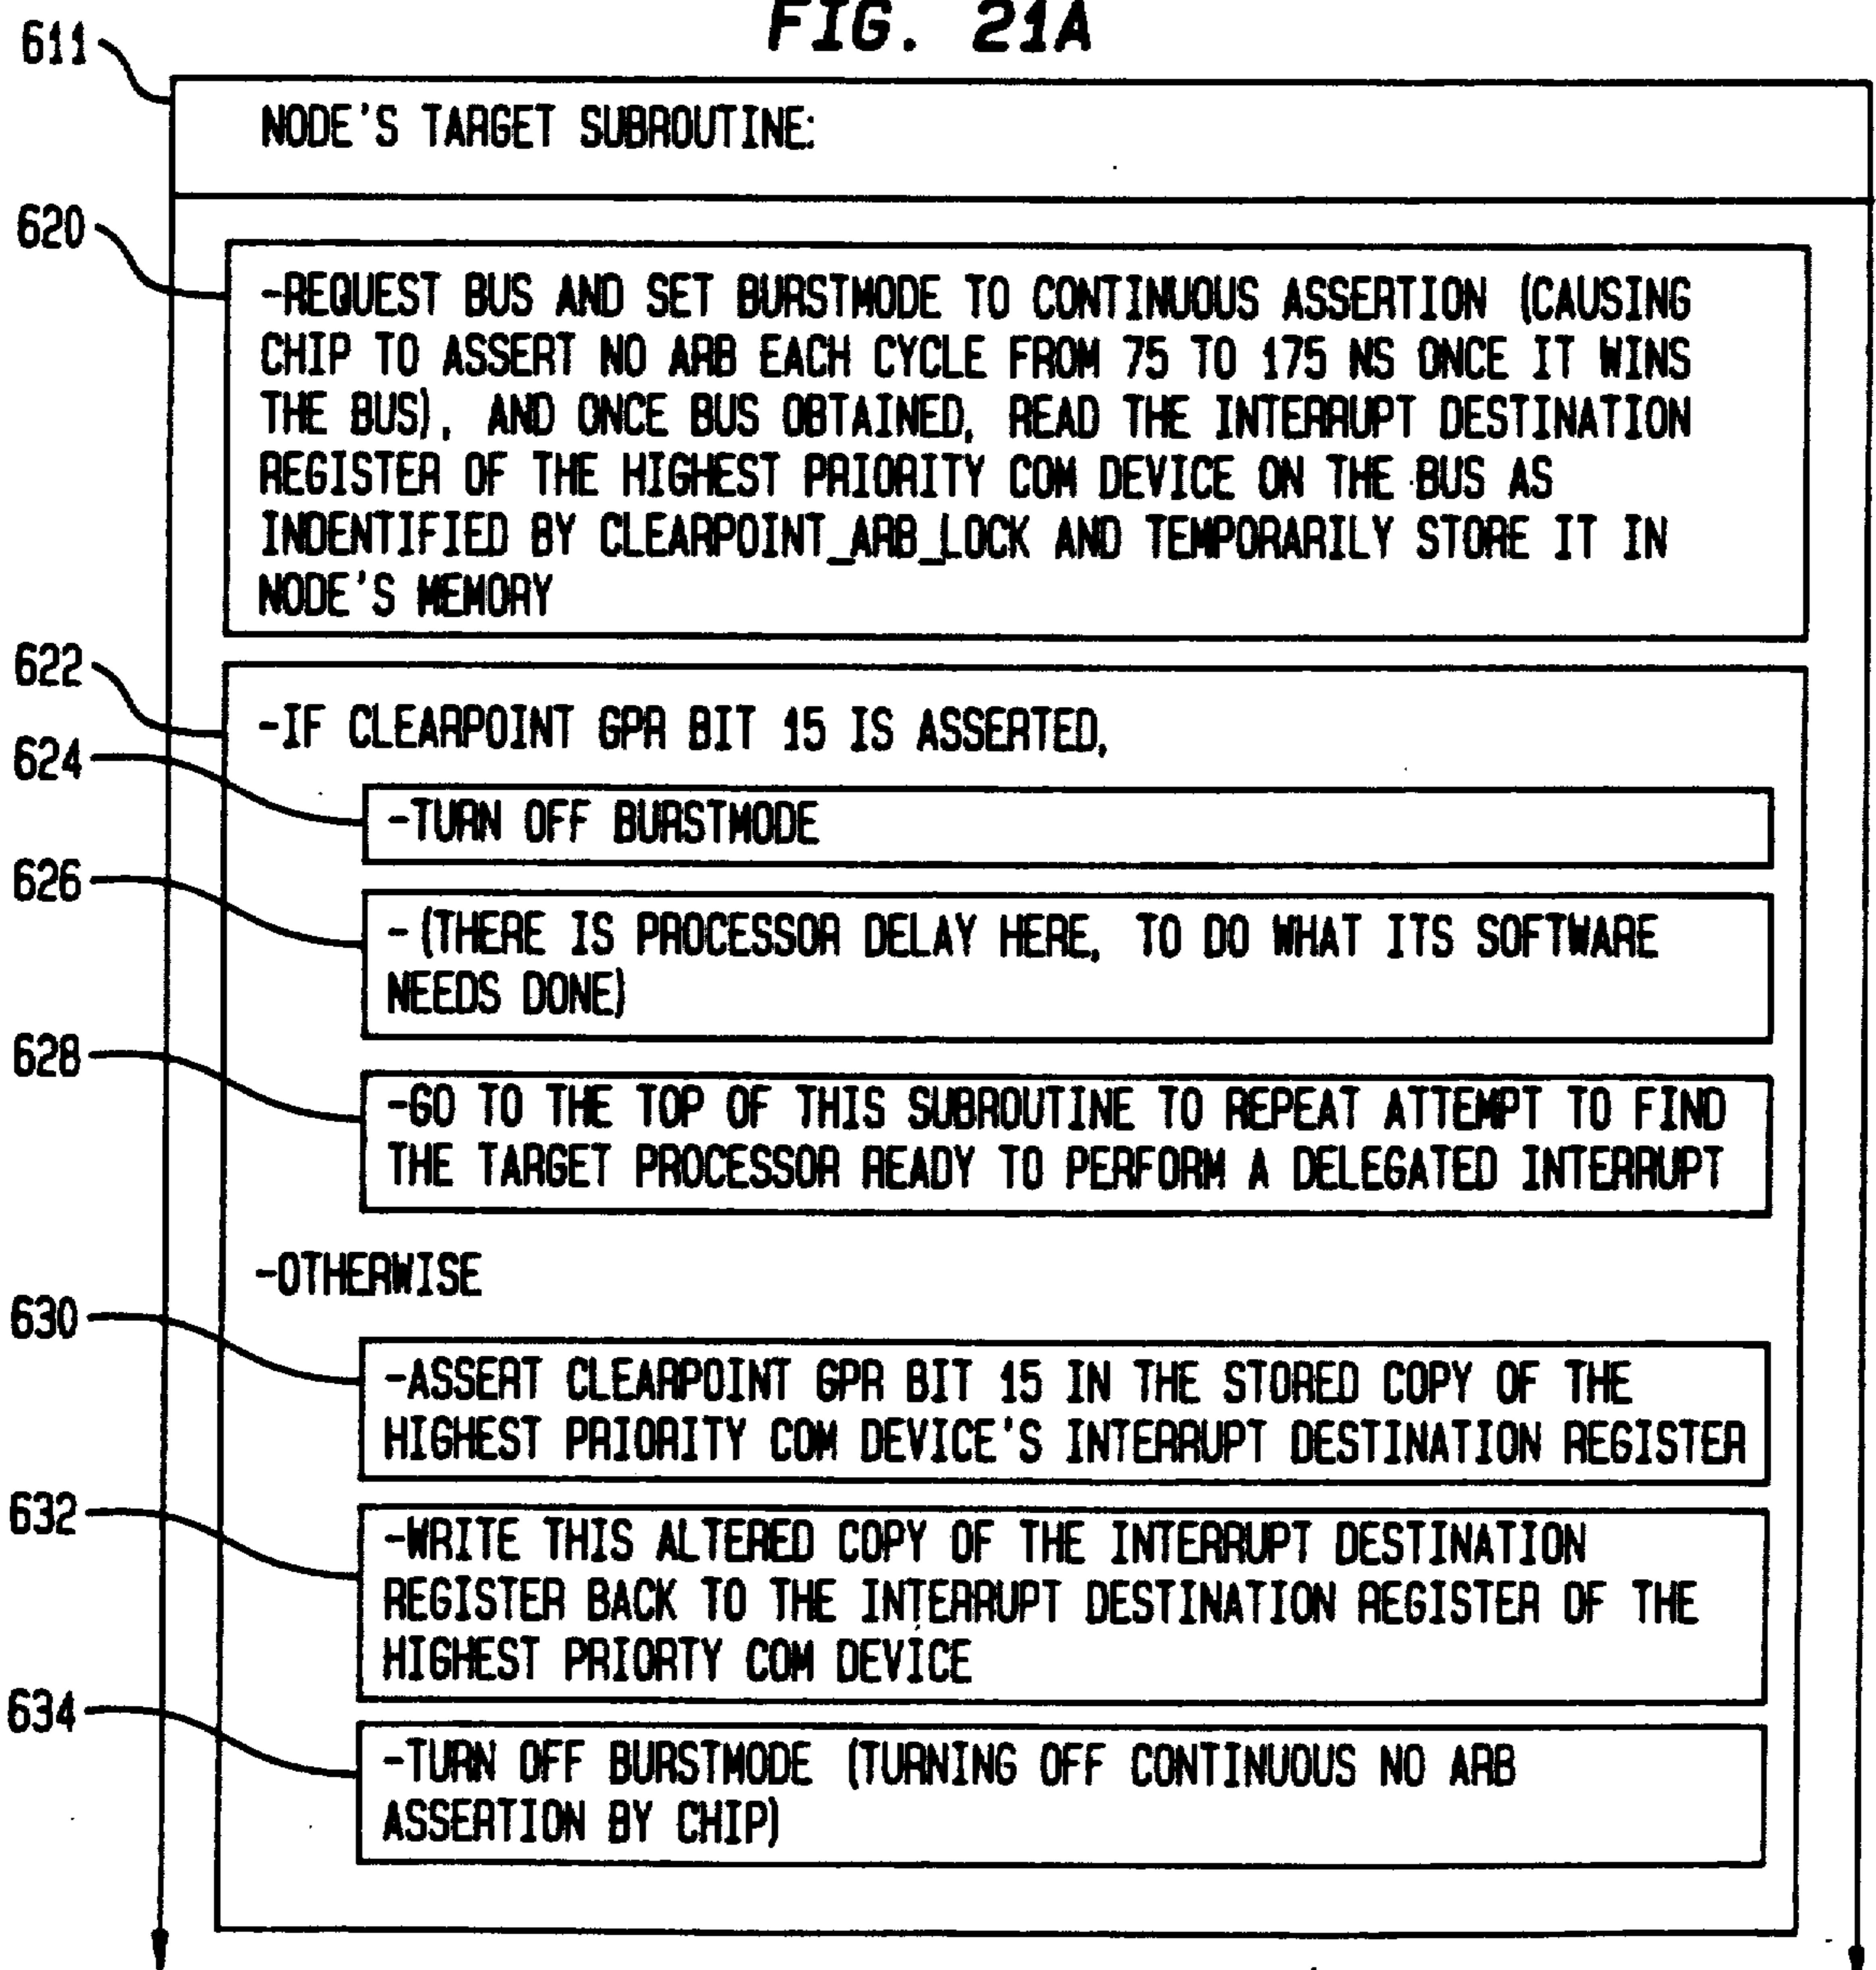 FIG. 21A
611
NODE'S TARGET SUBROUTINE:
620
-REQUEST BUS AND SET BURSTMODE TO CONTINUOUS ASSERTION (CAUSING
CHIP TO ASSERT NO ARB EACH CYCLE FROM 75 TO 175 NS ONCE IT WINS
THE BUS), AND ONCE BUS OBTAINED, READ THE INTERRUPT DESTINATION
REGISTER OF THE HIGHEST PRIORITY COM DEVICE ON THE BUS AS
INDENTIFIED BY CLEARPOINT_ARB_LOCK AND TEMPORARILY STORE IT IN
NODE'S MEMORY
622
-IF CLEARPOINT GPR BIT 15 IS ASSERTED,
624
-TURN OFF BURSTMODE
626
-(THERE IS PROCESSOR DELAY HERE, TO DO WHAT ITS SOFTWARE
NEEDS DONE)
628
-GO TO THE TOP OF THIS SUBROUTINE TO REPEAT ATTEMPT TO FIND
THE TARGET PROCESSOR READY TO PERFORM A DELEGATED INTERRUPT
-OTHERWISE
630
-ASSERT CLEARPOINT GPR BIT 15 IN THE STORED COPY OF THE
HIGHEST PRIORITY COM DEVICE'S INTERRUPT DESTINATION REGISTER
632
-WRITE THIS ALTERED COPY OF THE INTERRUPT DESTINATION
REGISTER BACK TO THE INTERRUPT DESTINATION REGISTER OF THE
HIGHEST PRIORTY COM DEVICE
634
-TURN OFF BURSTMODE (TURNING OFF CONTINUOUS NO ARB
ASSERTION BY CHIP)